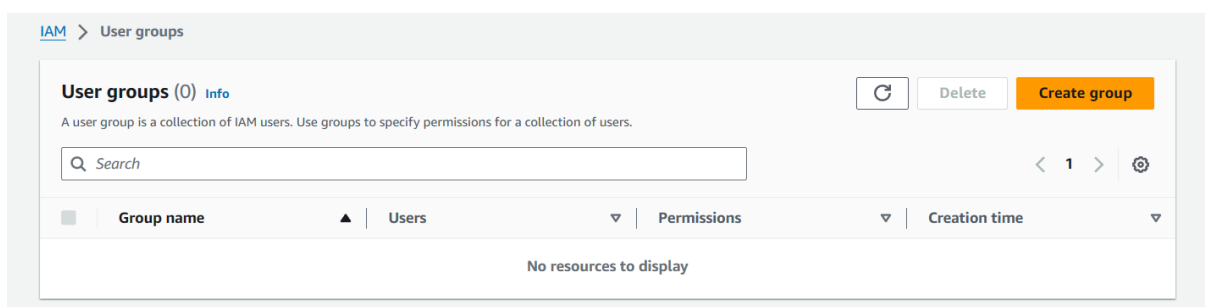 IAM > User groups
User groups (0) Info
Delete
Create group
A user group is a collection of IAM users. Use groups to specify permissions for a collection of users.
Search
< 1 >
Group name
Users
Permissions
Creation time
No resources to display